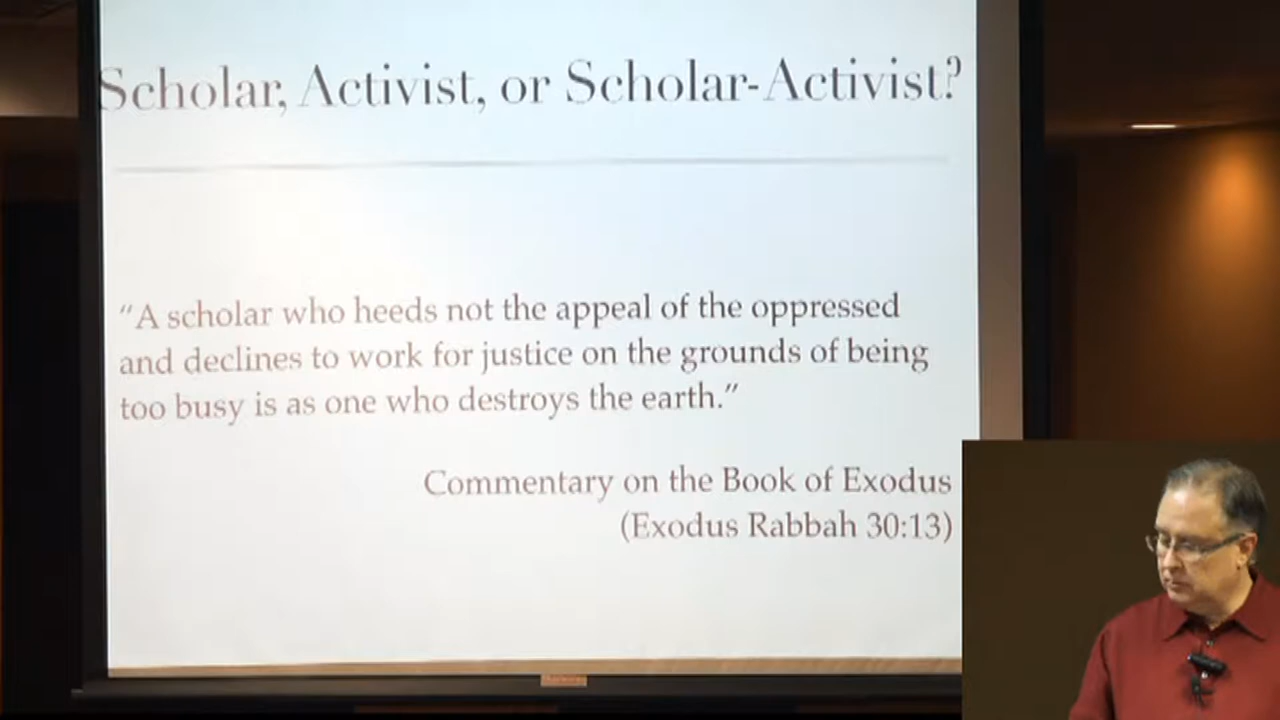 Scholar, Activist, or Scholar-Activist?
“A scholar who heeds not the appeal of the oppressed
and declines to work for justice on the grounds of being
too busy is as one who destroys the earth.”
Commentary on the Book of Exodus
(Exodus Rabbah 30:13)